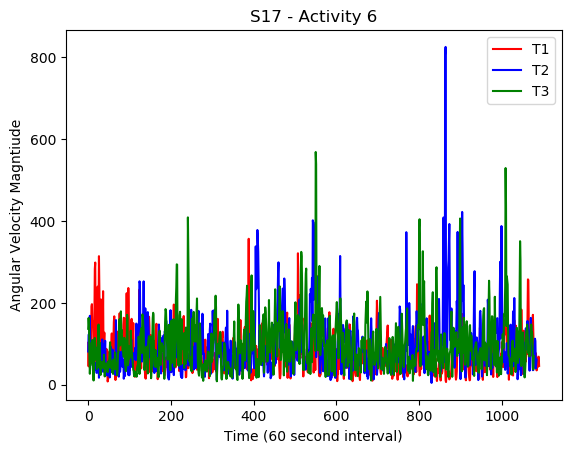 S17 - Activity 6
T1
T2
T3
Angular Velocity Magntiude
800
600
400
200
0
0 200 400 600 800 1000
Time (60 second interval)